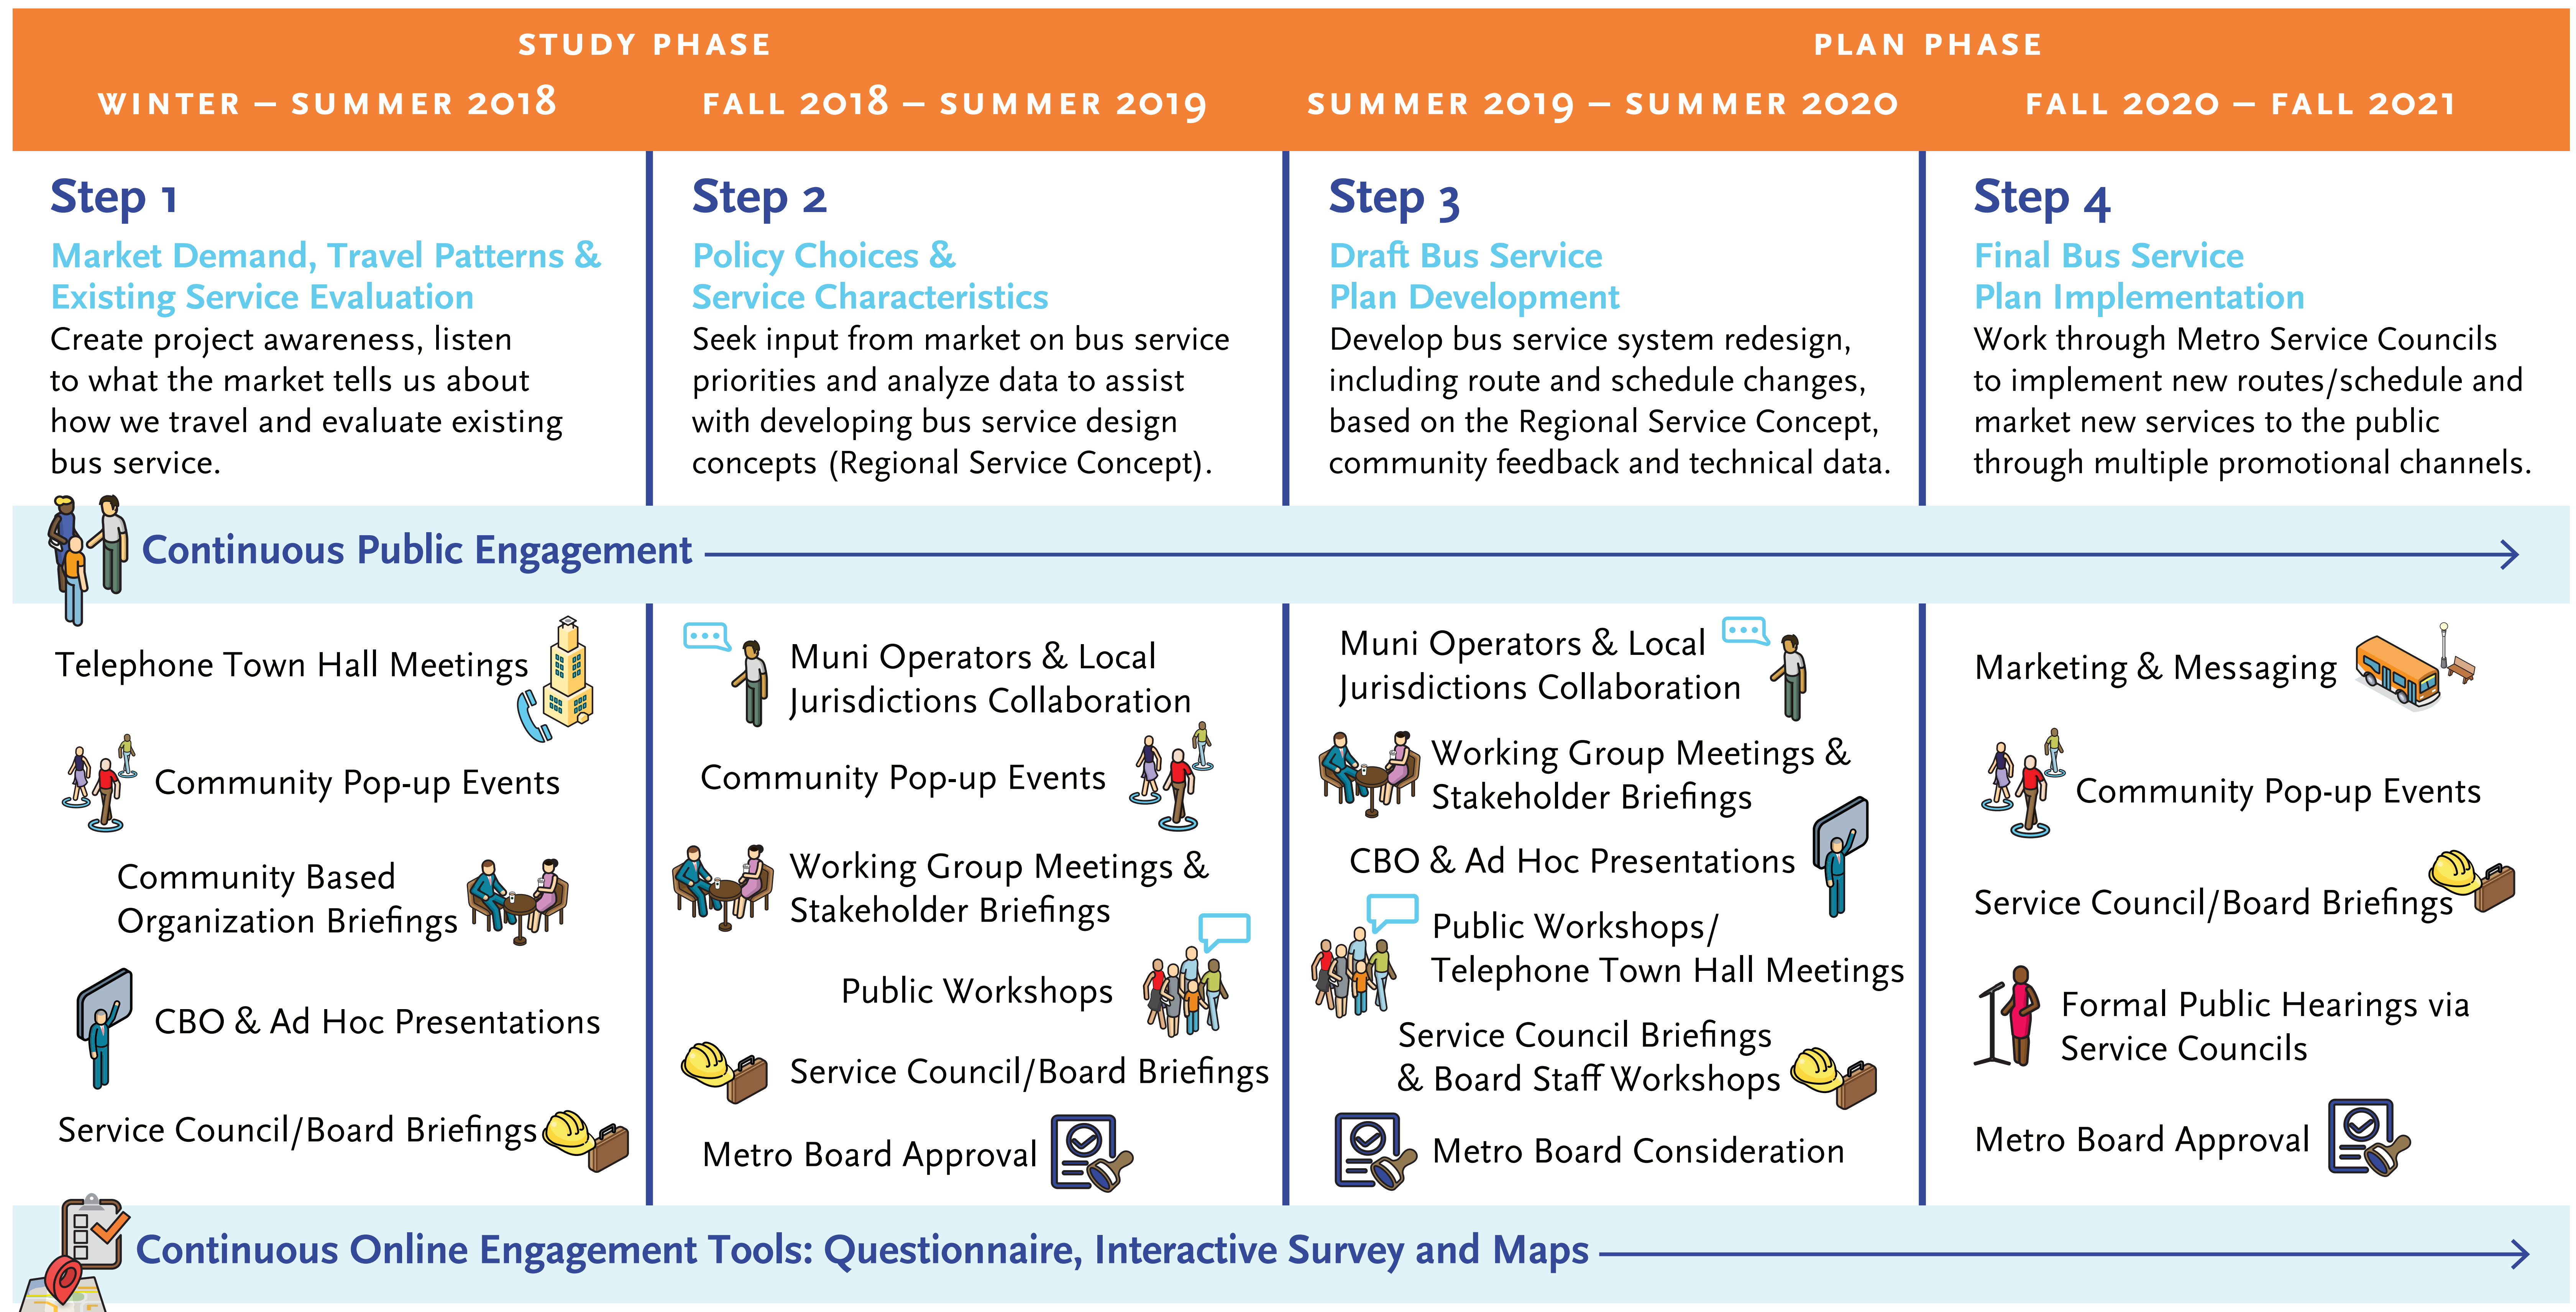 STUDY PHASE
PLAN PHASE
WINTER – SUMMER 2018
FALL 2018 – SUMMER 2019
SUMMER 2019 – SUMMER 2020
FALL 2020 – FALL 2021
Step 1
Market Demand, Travel Patterns &
Existing Service Evaluation
Create project awareness, listen
to what the market tells us about
how we travel and evaluate existing
bus service.
Step 2
Policy Choices &
Service Characteristics
Seek input from market on bus service
priorities and analyze data to assist
with developing bus service design
concepts (Regional Service Concept).
Step 3
Draft Bus Service
Plan Development
Develop bus service system redesign,
including route and schedule changes,
based on the Regional Service Concept,
community feedback and technical data.
Step 4
Final Bus Service
Plan Implementation
Work through Metro Service Councils
to implement new routes/schedule and
market new services to the public
through multiple promotional channels.
Continuous Public Engagement
Telephone Town Hall Meetings
Community Pop-up Events
Community Based
Organization Briefings
CBO & Ad Hoc Presentations
Service Council/Board Briefings
Muni Operators & Local
Jurisdictions Collaboration
Community Pop-up Events
Working Group Meetings &
Stakeholder Briefings
Public Workshops
Service Council/Board Briefings
Metro Board Approval
Muni Operators & Local
Jurisdictions Collaboration
Working Group Meetings &
Stakeholder Briefings
CBO & Ad Hoc Presentations
Public Workshops/
Telephone Town Hall Meetings
Service Council Briefings
& Board Staff Workshops
Metro Board Consideration
Marketing & Messaging
Community Pop-up Events
Service Council/Board Briefings
Formal Public Hearings via
Service Councils
Metro Board Approval
Continuous Online Engagement Tools: Questionnaire, Interactive Survey and Maps